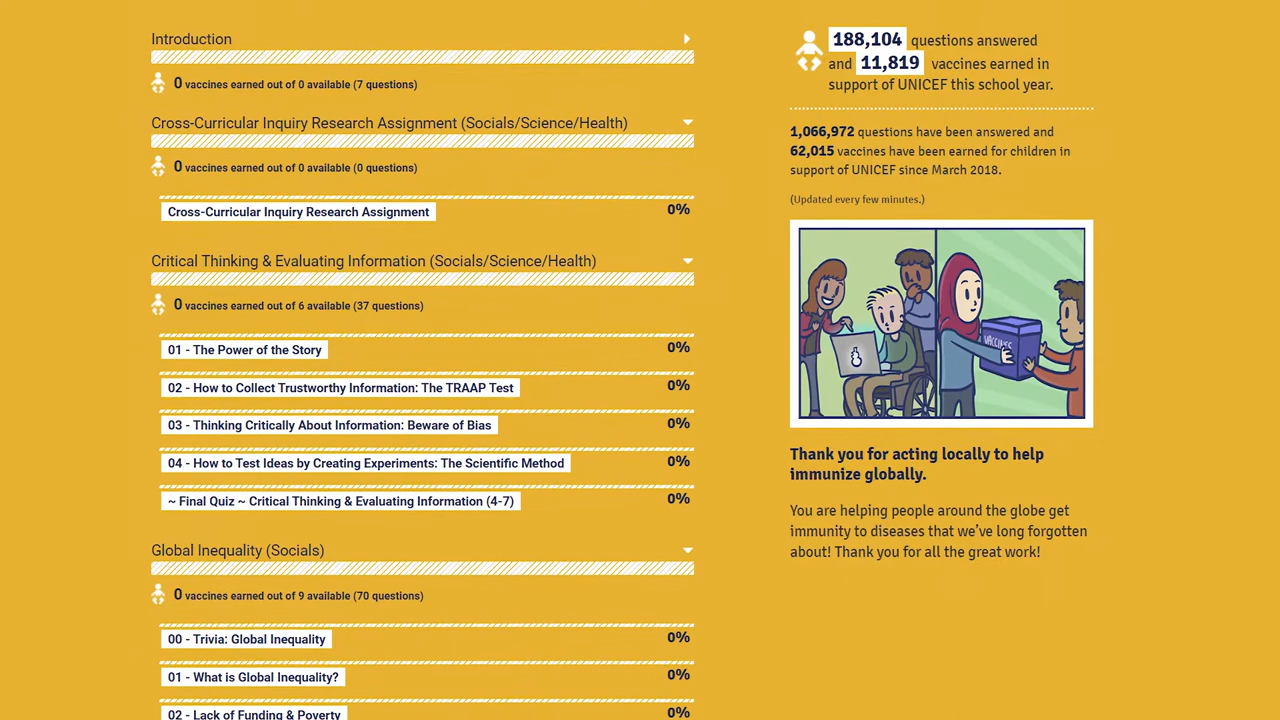 Introduction
0 vaccines earned out of 0 available (7 questions)
Cross-Curricular Inquiry Research Assignment (Socials/Science/Health)
0 vaccines earned out of 0 available (0 questions)
Cross-Curricular Inquiry Research Assignment 0%
Critical Thinking & Evaluating Information (Socials/Science/Health)
0 vaccines earned out of 6 available (37 questions)
01 - The Power of the Story 0%
02 - How to Collect Trustworthy Information: The TRAAP Test 0%
03 - Thinking Critically About Information: Beware of Bias 0%
04 - How to Test Ideas by Creating Experiments: The Scientific Method 0%
~ Final Quiz ~ Critical Thinking & Evaluating Information (4-7) 0%
Global Inequality (Socials)
0 vaccines earned out of 9 available (70 questions)
00 - Trivia: Global Inequality 0%
01 - What is Global Inequality? 0%
02 - Lack of Funding & Poverty 0%
188,104 questions answered
and 11,819 vaccines earned in
support of UNICEF this school year.
1,066,972 questions have been answered and
62,015 vaccines have been earned for children in
support of UNICEF since March 2018.
(Updated every few minutes.)
VACCINES
Thank you for acting locally to help
immunize globally.
You are helping people around the globe get
immunity to diseases that we've long forgotten
about! Thank you for all the great work!